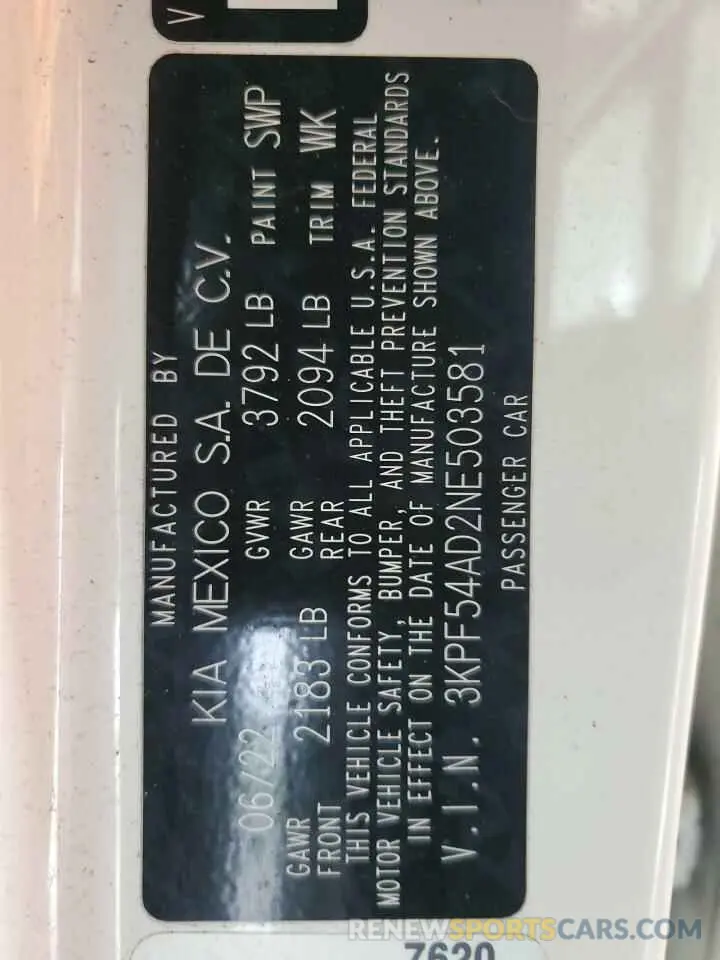 V
MANUFACTURED BY
KIA MEXICO S.A. DE C.V.
06/22 GVWR 3792 LB PAINT SWP
GAWR FRONT 2183 LB GAWR REAR 2094 LB TRIM WK
THIS VEHICLE CONFORMS TO ALL APPLICABLE U.S.A. FEDERAL
MOTOR VEHICLE SAFETY, BUMPER, AND THEFT PREVENTION STANDARDS
IN EFFECT ON THE DATE OF MANUFACTURE SHOWN ABOVE.
V.I.N. 3KPF54AD2NE503581
PASSENGER CAR
RENEWSPORTSCARS.COM
7620